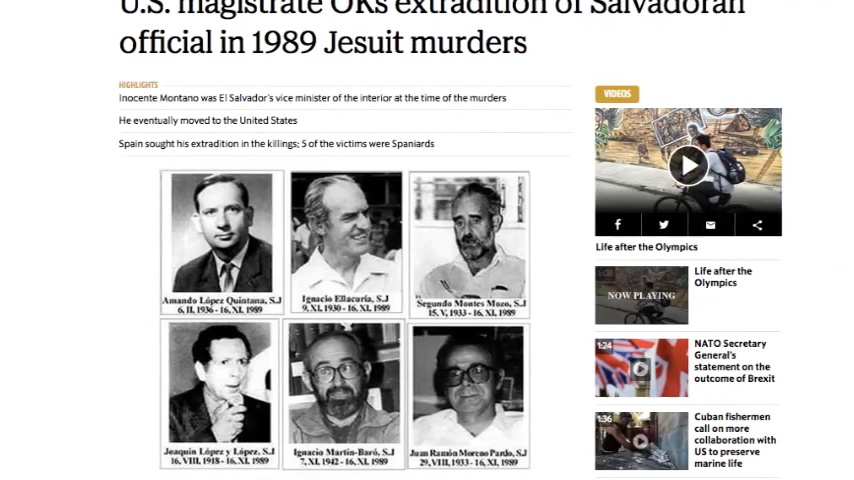 U.S. magistrate OKs extradition of Salvadoran
official in 1989 Jesuit murders
HIGHLIGHTS
Inocente Montano was El Salvador's vice minister of the interior at the time of the murders
He eventually moved to the United States
Spain sought his extradition in the killings; 5 of the victims were Spaniards
Amando López Quintana, S.J
6, II, 1936 - 16, XI, 1989
Ignacio Ellacuría, S.J
9, XI, 1930 - 16, XI, 1989
Segundo Montes Mozo, S.J
15, V, 1933 - 16, XI, 1989
Joaquin López y López, S.J
16, VIII, 1918 - 16, XI, 1989
Ignacio Martín-Baró, S.J
7, XI, 1942 - 16, XI, 1989
Juan Ramón Moreno Pardo, S.J
29, VIII, 1933 - 16, XI, 1989
VIDEOS
Life after the Olympics
NOW PLAYING
Life after the
Olympics
1:24
NATO Secretary
General's
statement on the
outcome of Brexit
1:36
Cuban fishermen
call on more
collaboration with
US to preserve
marine life